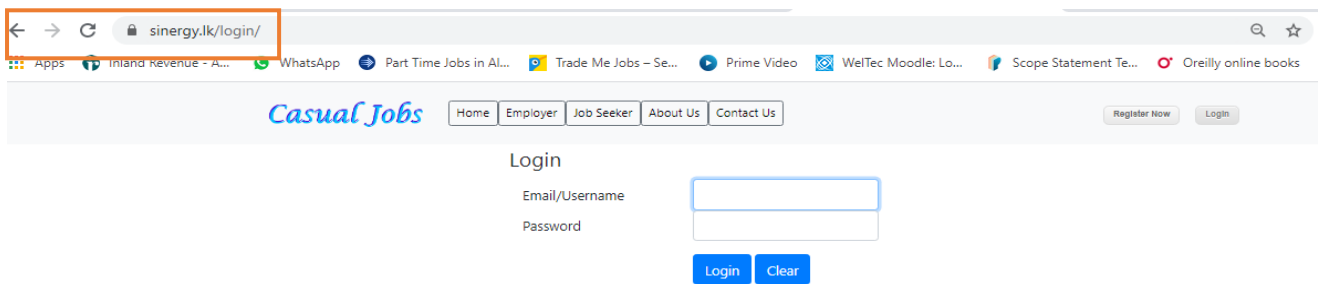 sinergy.lk/login/
Apps Inland Revenue - A... WhatsApp Part Time Jobs in Al... Trade Me Jobs – Se... Prime Video WelTec Moodle: Lo... Scope Statement Te... Oreilly online books
Casual Jobs Home Employer Job Seeker About Us Contact Us Register Now Login
Login
Email/Username
Password
Login Clear